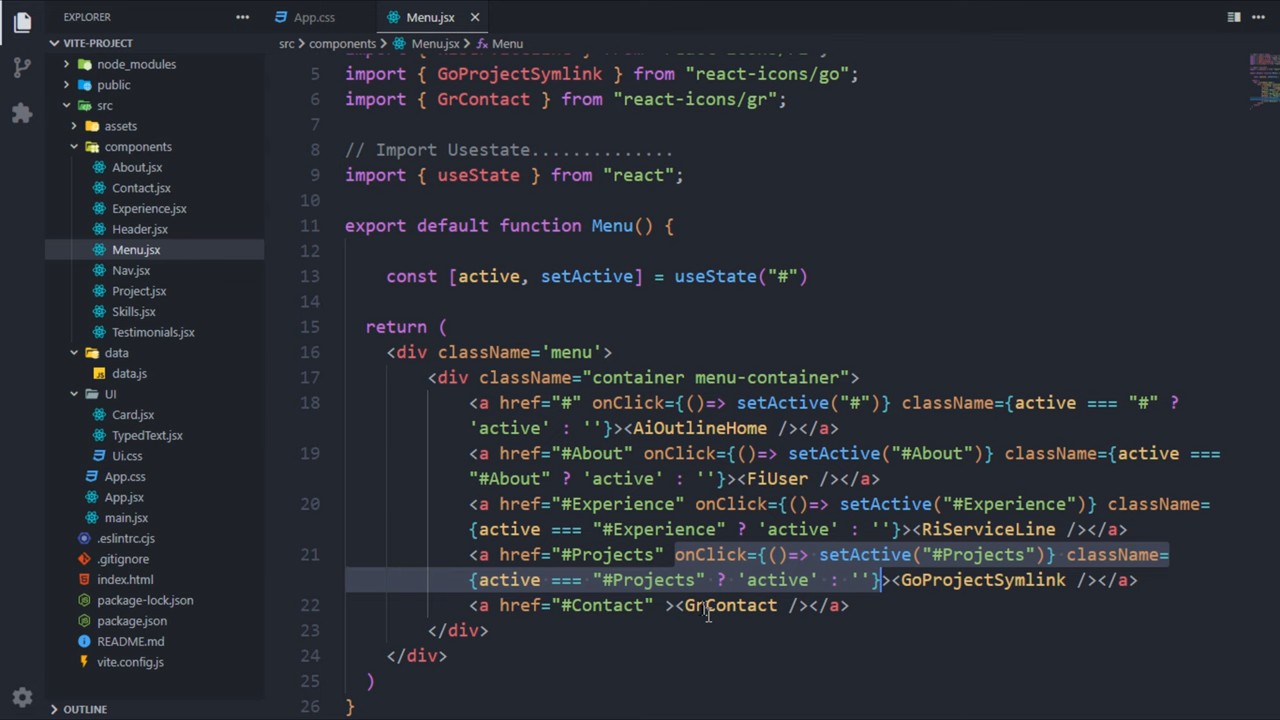 EXPLORER
App.css
Menu.jsx
VITE-PROJECT
src > components > Menu.jsx > Menu
node_modules
public
src
assets
components
About.jsx
Contact.jsx
Experience.jsx
Header.jsx
Menu.jsx
Nav.jsx
Project.jsx
Skills.jsx
Testimonials.jsx
data
data.js
UI
Card.jsx
TypedText.jsx
Ui.css
App.css
App.jsx
main.jsx
.eslintrc.cjs
.gitignore
index.html
package-lock.json
package.json
README.md
vite.config.js
OUTLINE
5 import { GoProjectSymlink } from "react-icons/go";
6 import { GrContact } from "react-icons/gr";
7
8 // Import Usestate..............
9 import { useState } from "react";
10
11 export default function Menu() {
12
13 const [active, setActive] = useState("#")
14
15 return (
16 <div className='menu'>
17 <div className="container menu-container">
18 <a href="#" onClick={()=> setActive("#")} className={active === "#" ?
'active' : ''}><AiOutlineHome /></a>
19 <a href="#About" onClick={()=> setActive("#About")} className={active ===
"#About" ? 'active' : ''}><FiUser /></a>
20 <a href="#Experience" onClick={()=> setActive("#Experience")} className=
{active === "#Experience" ? 'active' : ''}><RiServiceLine /></a>
21 <a href="#Projects" onClick={()=> setActive("#Projects")} className=
{active === "#Projects" ? 'active' : ''}><GoProjectSymlink /></a>
22 <a href="#Contact" ><GrContact /></a>
23 </div>
24 </div>
25 )
26 }